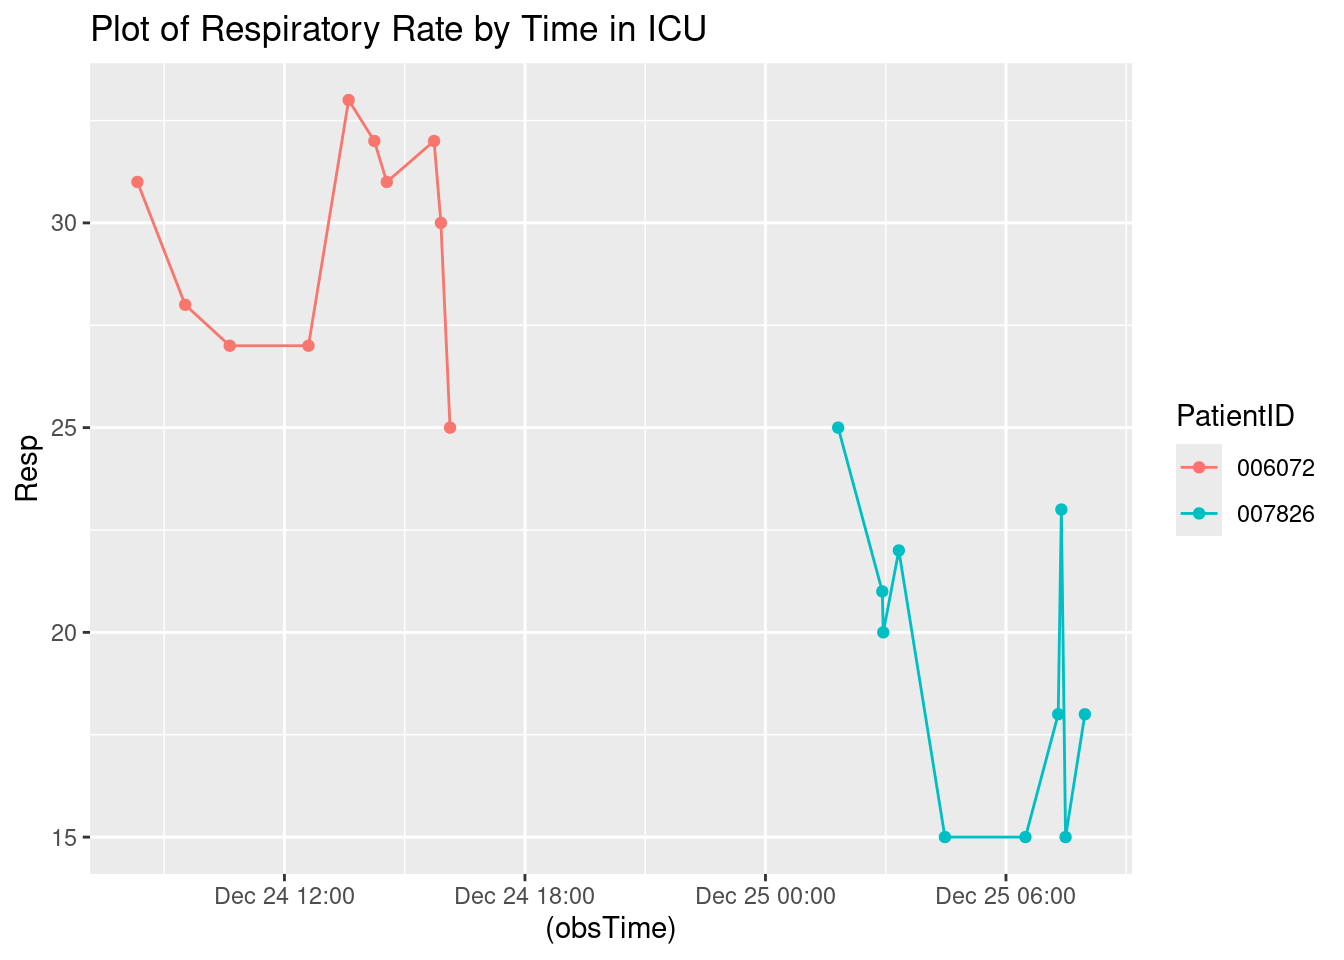 Plot of Respiratory Rate by Time in ICU
Resp
30
25
20
15
Dec 24 12:00
Dec 24 18:00
Dec 25 00:00
Dec 25 06:00
(obsTime)
PatientID
006072
007826